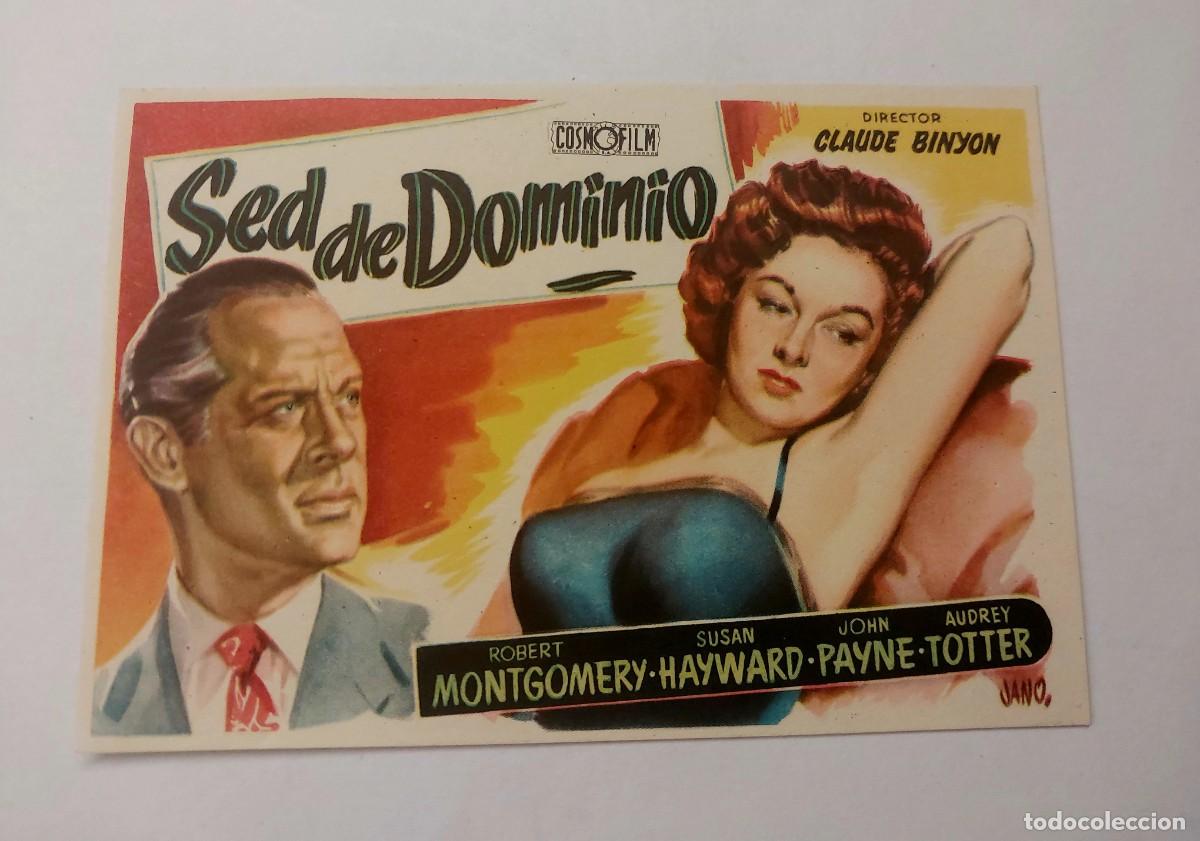 COSMOFILM
S.A.
DIRECTOR
CLAUDE BINYON
Sed de Dominio
ROBERT SUSAN JOHN AUDREY
MONTGOMERY·HAYWARD·PAYNE·TOTTER
JANO.
todocoleccion